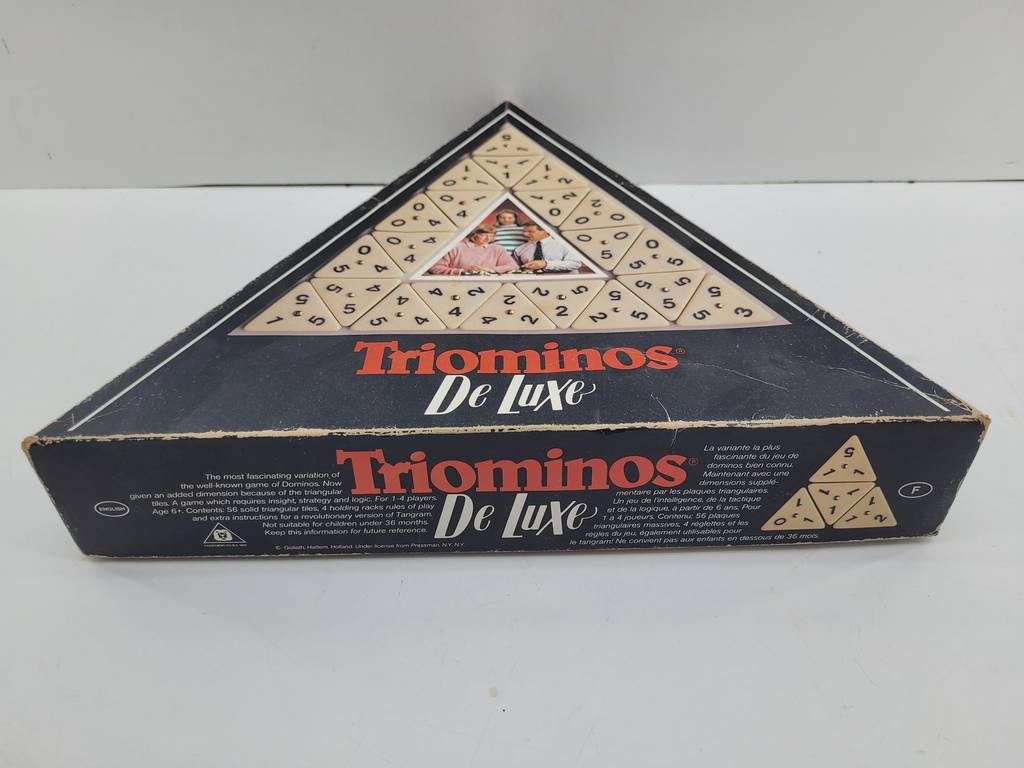 Triominos®
De Luxe
Triominos®
De Luxe
ENGLISH
The most fascinating variation of
the well-known game of Dominos. Now
given an added dimension because of the triangular
tiles. A game which requires insight, strategy and logic. For 1-4 players.
Age 6+. Contents: 56 solid triangular tiles, 4 holding racks rules of play
and extra instructions for a revolutionary version of Tangram.
Not suitable for children under 36 months.
Keep this information for future reference.
© Goliath, Hattem, Holland. Under license from Pressman, N.Y. N.Y.
La variante la plus
fascinante du jeu de
dominos bien connu.
Maintenant avec une
dimensions supplé-
mentaire par les plaques triangulaires.
Un jeu de l'intelligence, de la tactique
et de la logique, à partir de 6 ans. Pour
1 à 4 joueurs. Contenu: 56 plaques
triangulaires massives, 4 réglettes et les
règles du jeu, également utilisables pour
le tangram! Ne convient pas aux enfants en dessous de 36 mois.
F